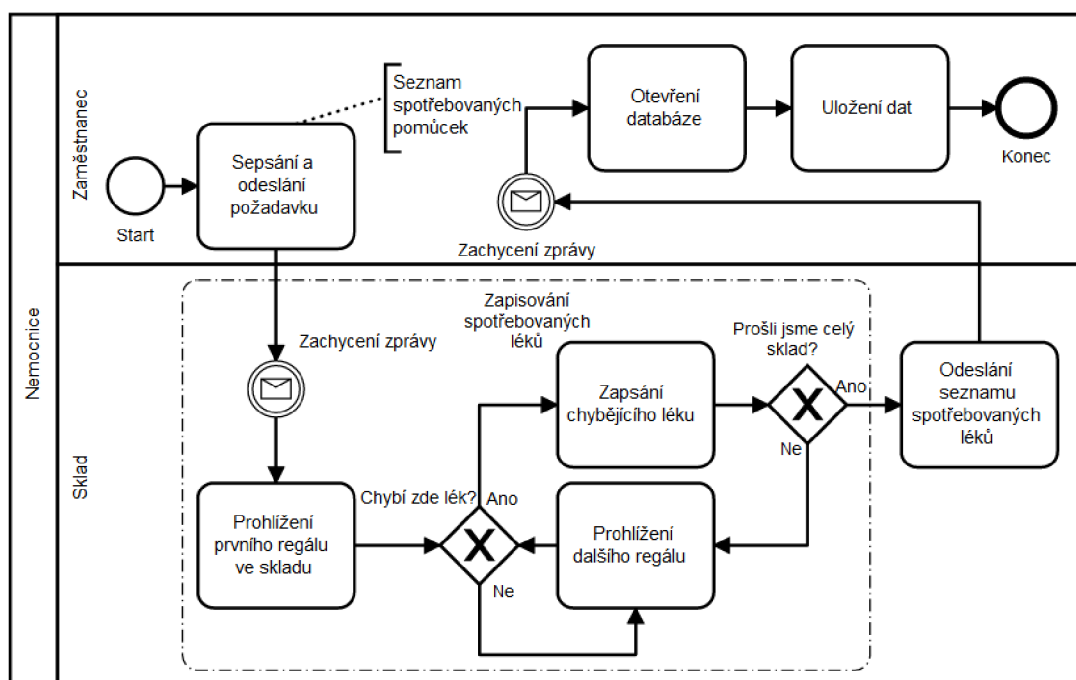 Nemocnice
Zaměstnanec
Start
Sepsání a
odeslání
požadavku
Seznam
spotřebovaných
pomůcek
Zachycení zprávy
Otevření
databáze
Uložení dat
Konec
Sklad
Zapisování
spotřebovaných
léků
Zachycení zprávy
Prohlížení
prvního regálu
ve skladu
Chybí zde lék?
Ano
Ne
Zapsání
chybějícího léku
Prohlížení
dalšího regálu
Prošli jsme celý
sklad?
Ano
Ne
Odeslání
seznamu
spotřebovaných
léků